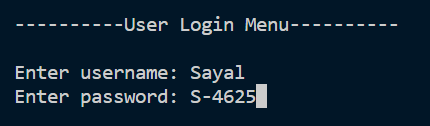 ----------User Login Menu----------
Enter username: Sayal
Enter password: S-4625